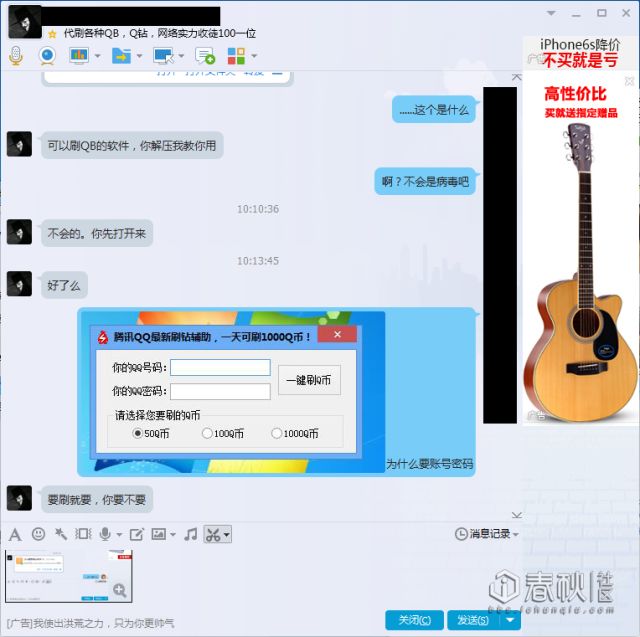 代刷各种QB，Q钻，网络实力收徒100一位
iPhone6s降价
不买就是亏
广告
高性价比
买就送指定赠品
......这个是什么
可以刷QB的软件，你解压我教你用
啊？不会是病毒吧
10:10:36
不会的。你先打开来
10:13:45
好了么
腾讯QQ最新刷钻辅助，一天可刷1000Q币！
你的QQ号码：
你的QQ密码：
一键刷Q币
请选择您要刷的Q币
50Q币
100Q币
1000Q币
为什么要账号密码
广告
要刷就要，你要不要
消息记录
[广告]我使出洪荒之力，只为你更帅气
关闭(C)
发送(S)
春秋社区